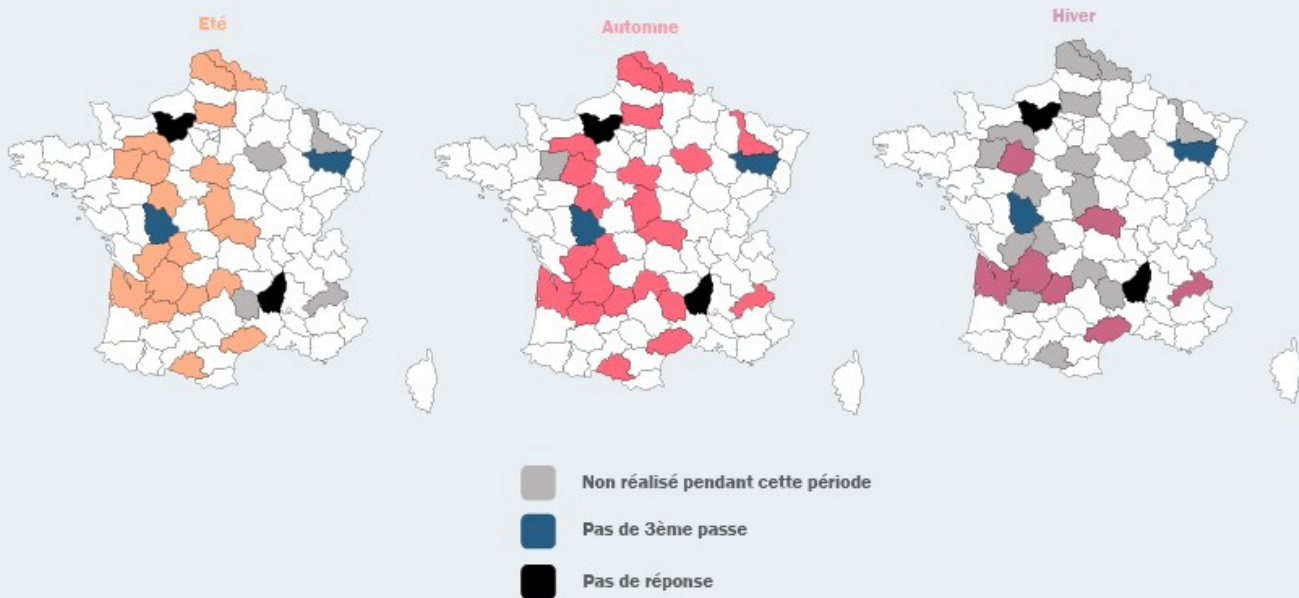 Eté
Automne
Hiver
Non réalisé pendant cette période
Pas de 3ème passe
Pas de réponse